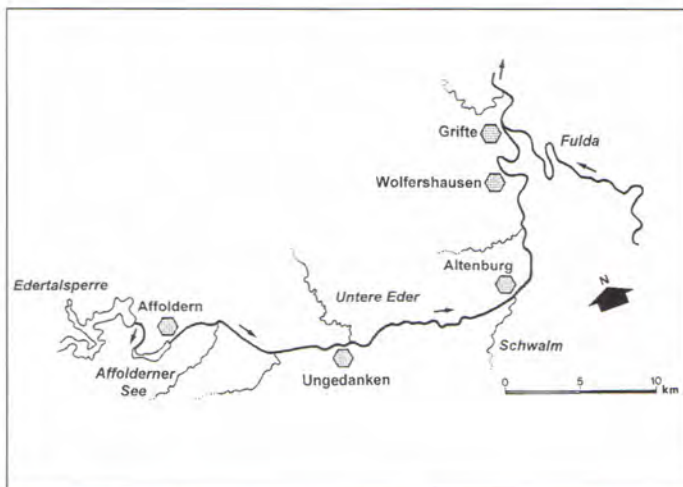 Grifte
Fulda
Wolfershausen
Altenburg
N
Edertalsperre
Affoldern
Untere Eder
Affolderner
See
Ungedanken
Schwalm
0 5 10
km